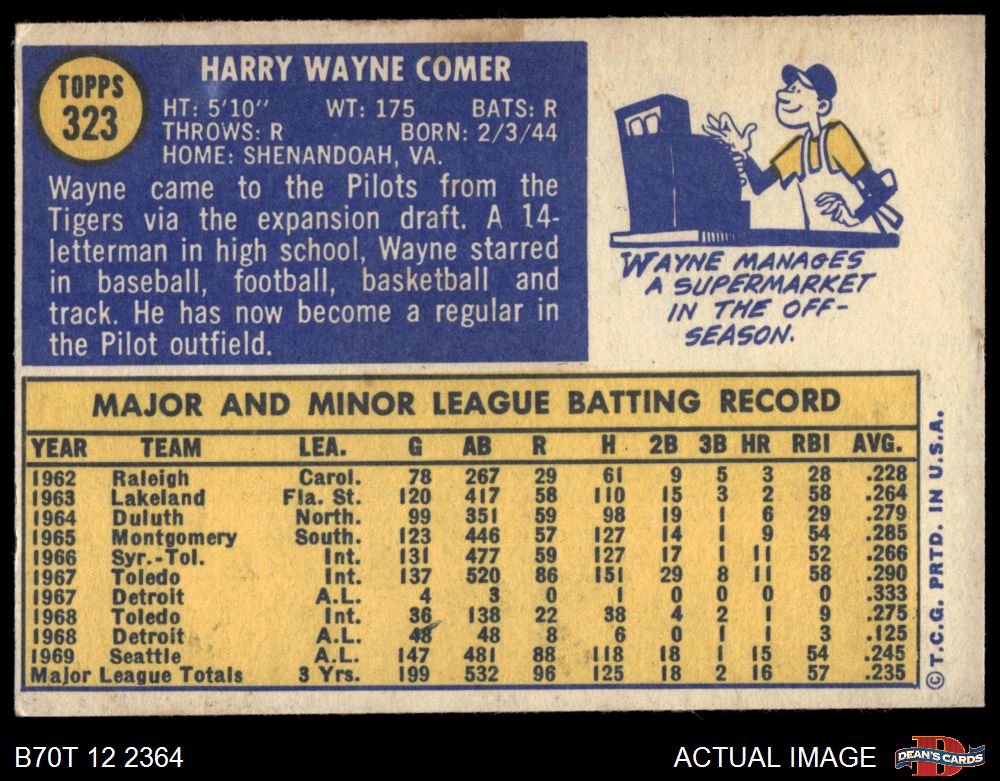 TOPPS
323
HARRY WAYNE COMER
HT: 5'10" WT: 175 BATS: R
THROWS: R BORN: 2/3/44
HOME: SHENANDOAH, VA.
Wayne came to the Pilots from the
Tigers via the expansion draft. A 14-
letterman in high school, Wayne starred
in baseball, football, basketball and
track. He has now become a regular in
the Pilot outfield.
WAYNE MANAGES
A SUPERMARKET
IN THE OFF-
SEASON.
MAJOR AND MINOR LEAGUE BATTING RECORD
YEAR TEAM LEA. G AB R H 2B 3B HR RBI AVG.
1962 Raleigh Carol. 78 267 29 61 9 5 3 28 .228
1963 Lakeland Fla. St. 120 417 58 110 15 3 2 58 .264
1964 Duluth North. 99 351 59 98 19 1 6 29 .279
1965 Montgomery South. 123 446 57 127 14 1 9 54 .285
1966 Syr.-Tol. Int. 131 477 59 127 17 1 11 52 .266
1967 Toledo Int. 137 520 86 151 29 8 11 58 .290
1967 Detroit A.L. 4 3 0 1 0 0 0 0 .333
1968 Toledo Int. 36 138 22 38 4 2 1 9 .275
1968 Detroit A.L. 48 48 8 6 0 1 1 3 .125
1969 Seattle A.L. 147 481 88 118 18 1 15 54 .245
Major League Totals 3 Yrs. 199 532 96 125 18 2 16 57 .235
©T.C.G. PRTD. IN U.S.A.
B70T 12 2364
ACTUAL IMAGE
D
DEAN'S CARDS